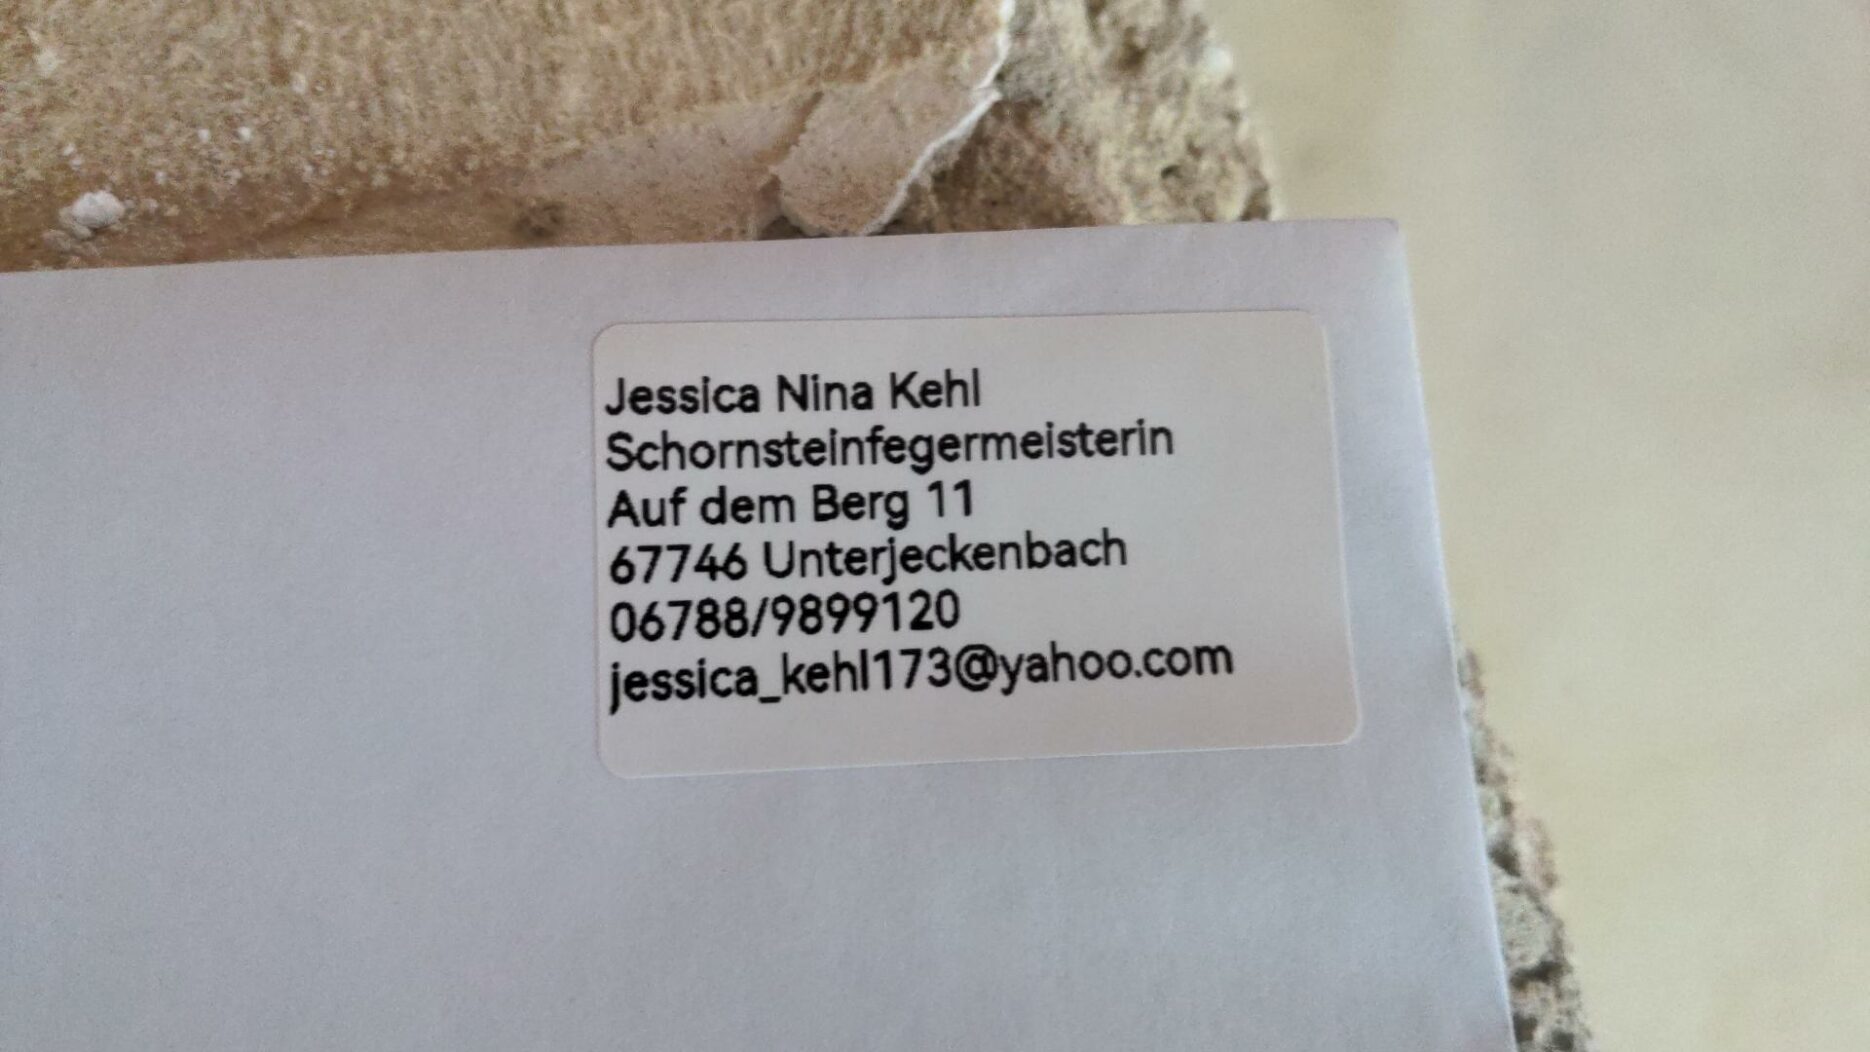 Jessica Nina Kehl
Schornsteinfegermeisterin
Auf dem Berg 11
67746 Unterjeckenbach
06788/9899120
jessica_kehl173@yahoo.com